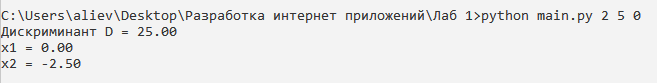 C:\Users\aliev\Desktop\Разработка интернет приложений\Лаб 1>python main.py 2 5 0
Дискриминант D = 25.00
x1 = 0.00
x2 = -2.50